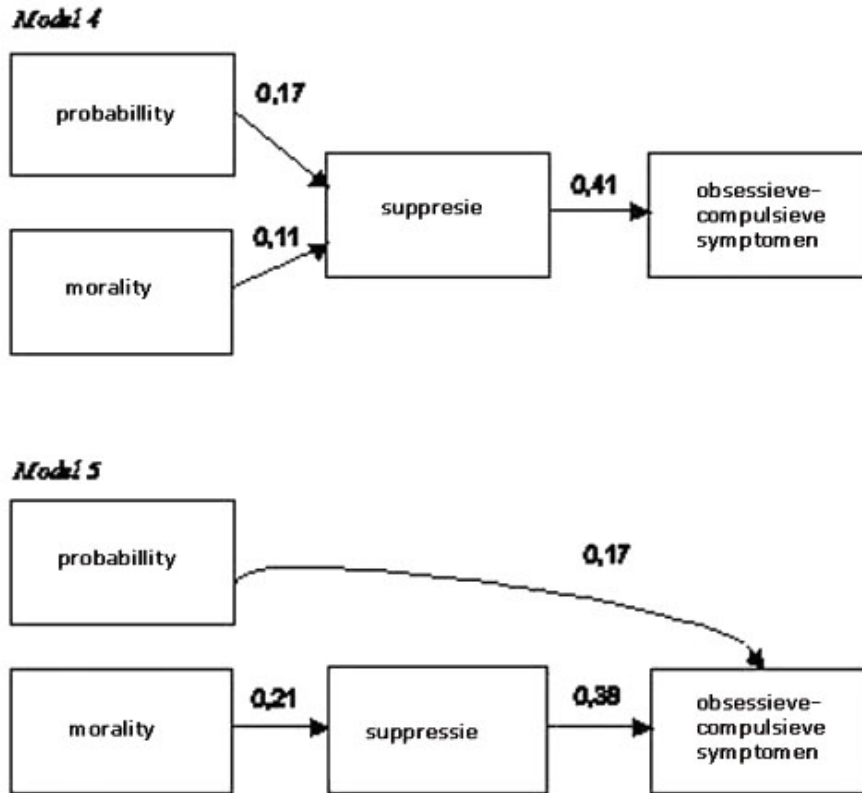 Model 4
probabillity
0,17
morality
0,11
suppresie
0,41
obsessieve-
compulsieve
symptomen
Model 5
probabillity
0,17
morality
0,21
suppressie
0,38
obsessieve-
compulsieve
symptomen